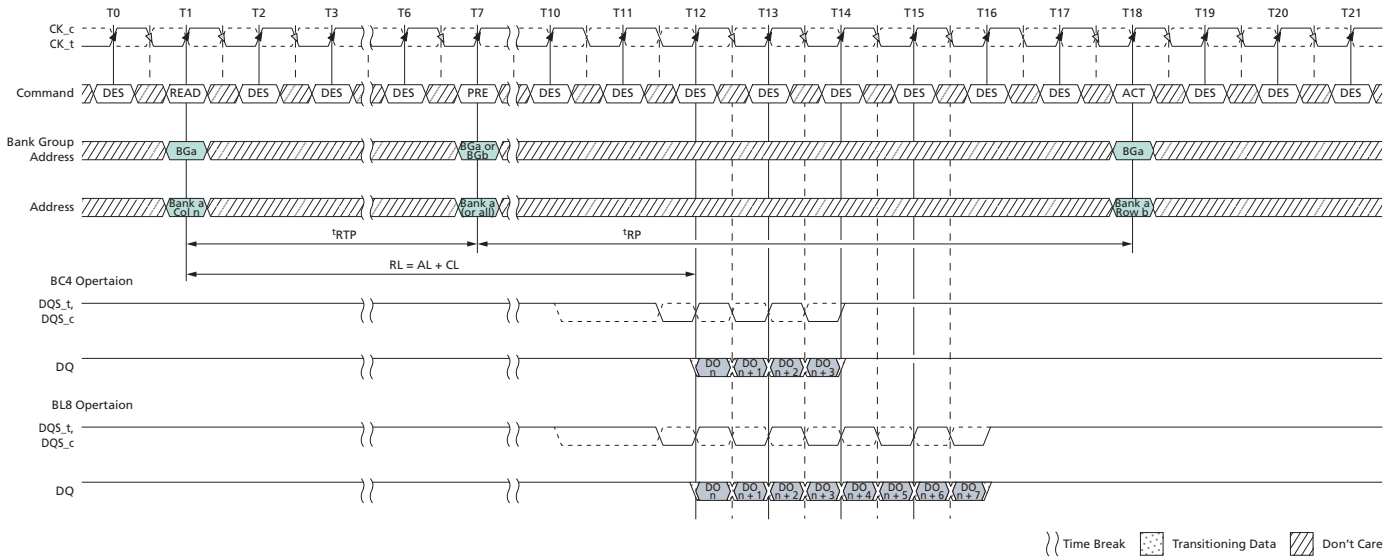 T0 T1 T2 T3 T6 T7 T10 T11 T12 T13 T14 T15 T16 T17 T18 T19 T20 T21
CK_c
CK_t
Command DES READ DES DES DES PRE DES DES DES DES DES DES DES DES ACT DES DES DES
Bank Group
Address
BGa
BGa or
BGb
BGa
Address
Bank a
Col n
Bank a
(or all)
Bank a
Row b
tRTP tRP
RL = AL + CL
BC4 Opertaion
DQS_t,
DQS_c
DQ
DO
n
DO
n + 1
DO
n + 2
DO
n + 3
BL8 Opertaion
DQS_t,
DQS_c
DQ
DO
n
DO
n + 1
DO
n + 2
DO
n + 3
DO
n + 4
DO
n + 5
DO
n + 6
DO
n + 7
Time Break Transitioning Data Don't Care